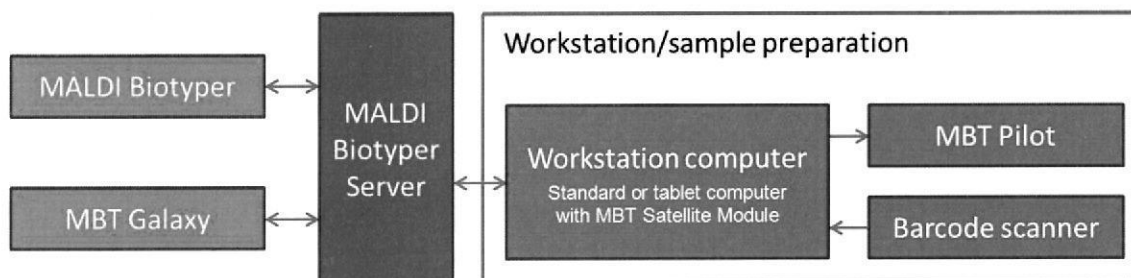 MALDI Biotyper
MBT Galaxy
MALDI
Biotyper
Server
Workstation/sample preparation
Workstation computer
Standard or tablet computer
with MBT Satellite Module
MBT Pilot
Barcode scanner